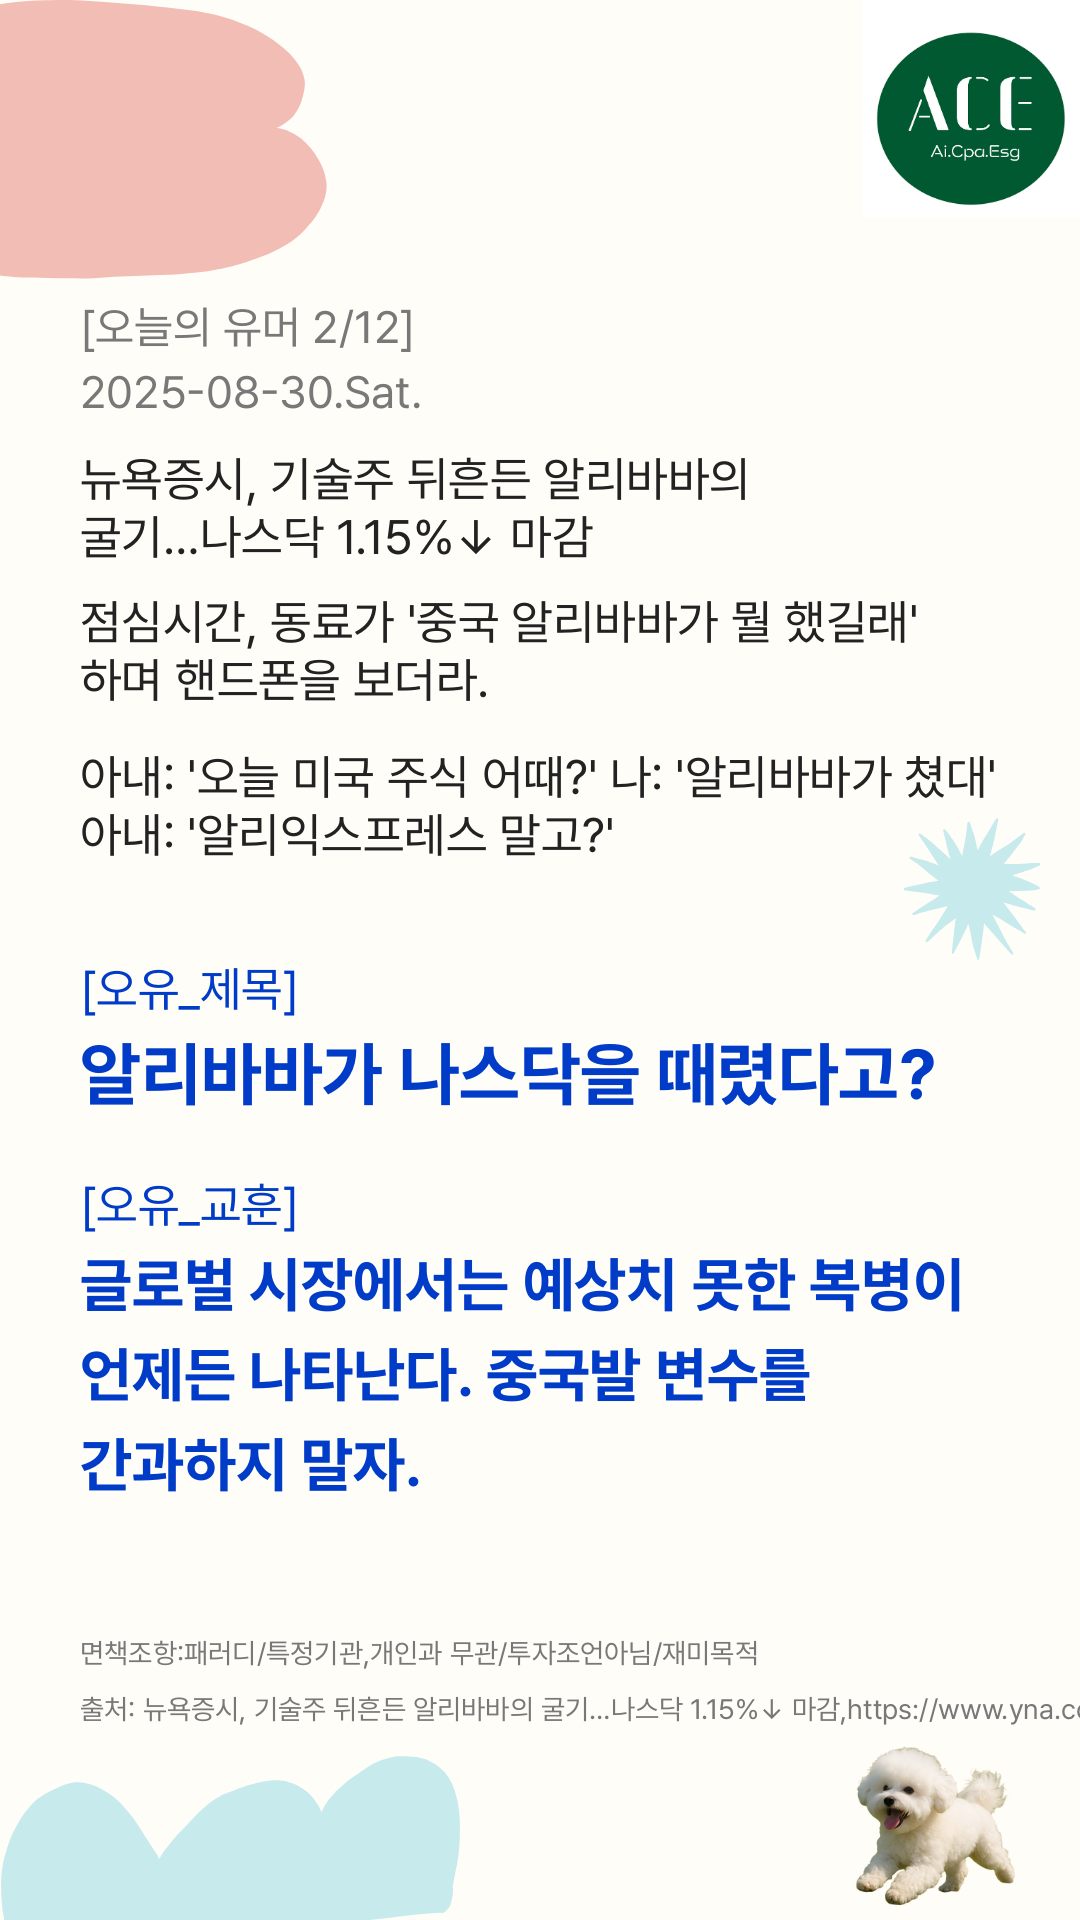 ACE
Ai.Cpa.Esg
[오늘의 유머 2/12]
2025-08-30.Sat.
뉴욕증시, 기술주 뒤흔든 알리바바의
굴기…나스닥 1.15%↓ 마감
점심시간, 동료가 '중국 알리바바가 뭘 했길래'
하며 핸드폰을 보더라.
아내: '오늘 미국 주식 어때?' 나: '알리바바가 쳤대'
아내: '알리익스프레스 말고?'
[오유_제목]
알리바바가 나스닥을 때렸다고?
[오유_교훈]
글로벌 시장에서는 예상치 못한 복병이
언제든 나타난다. 중국발 변수를
간과하지 말자.
면책조항:패러디/특정기관,개인과 무관/투자조언아님/재미목적
출처: 뉴욕증시, 기술주 뒤흔든 알리바바의 굴기…나스닥 1.15%↓ 마감,https://www.yna.co